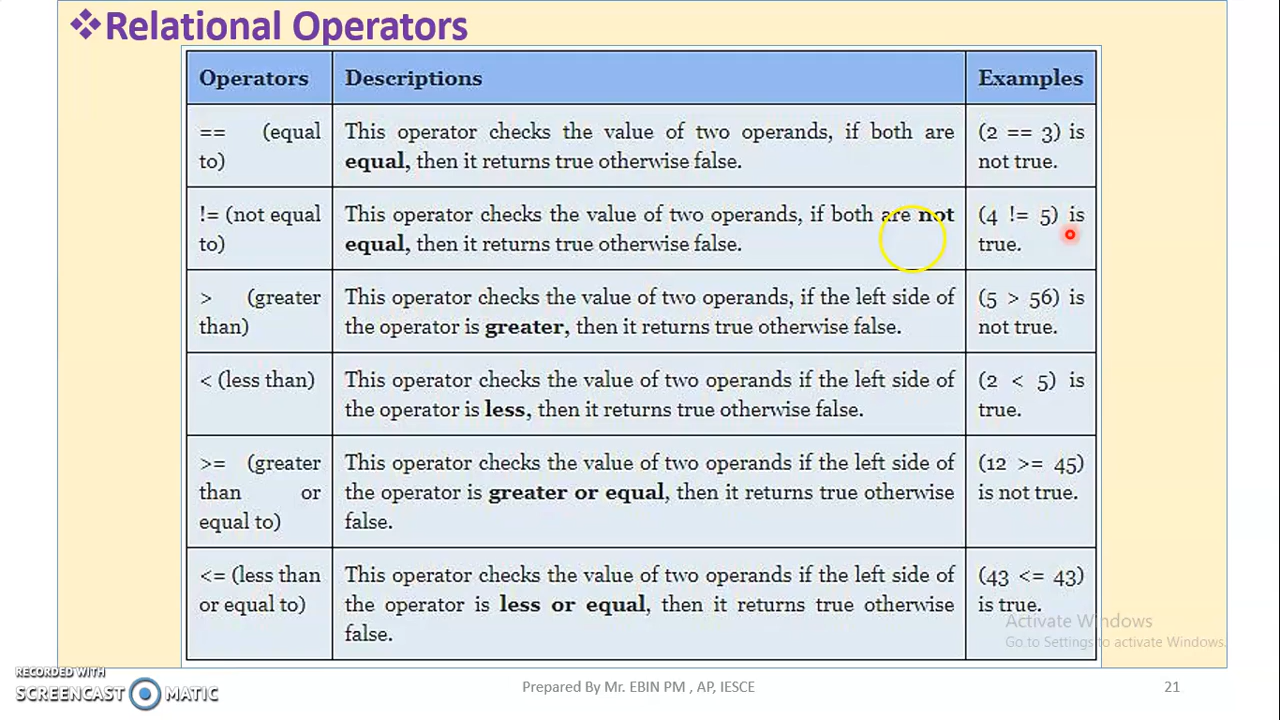 ❖Relational Operators
Operators Descriptions Examples
== (equal to) This operator checks the value of two operands, if both are equal, then it returns true otherwise false. (2 == 3) is not true.
!= (not equal to) This operator checks the value of two operands, if both are not equal, then it returns true otherwise false. (4 != 5) is true.
> (greater than) This operator checks the value of two operands, if the left side of the operator is greater, then it returns true otherwise false. (5 > 56) is not true.
< (less than) This operator checks the value of two operands if the left side of the operator is less, then it returns true otherwise false. (2 < 5) is true.
>= (greater than or equal to) This operator checks the value of two operands if the left side of the operator is greater or equal, then it returns true otherwise false. (12 >= 45) is not true.
<= (less than or equal to) This operator checks the value of two operands if the left side of the operator is less or equal, then it returns true otherwise false. (43 <= 43) is true.
Activate Windows
Go to Settings to activate Windows.
RECORDED WITH
SCREENCAST MATIC
Prepared By Mr. EBIN PM , AP, IESCE
21